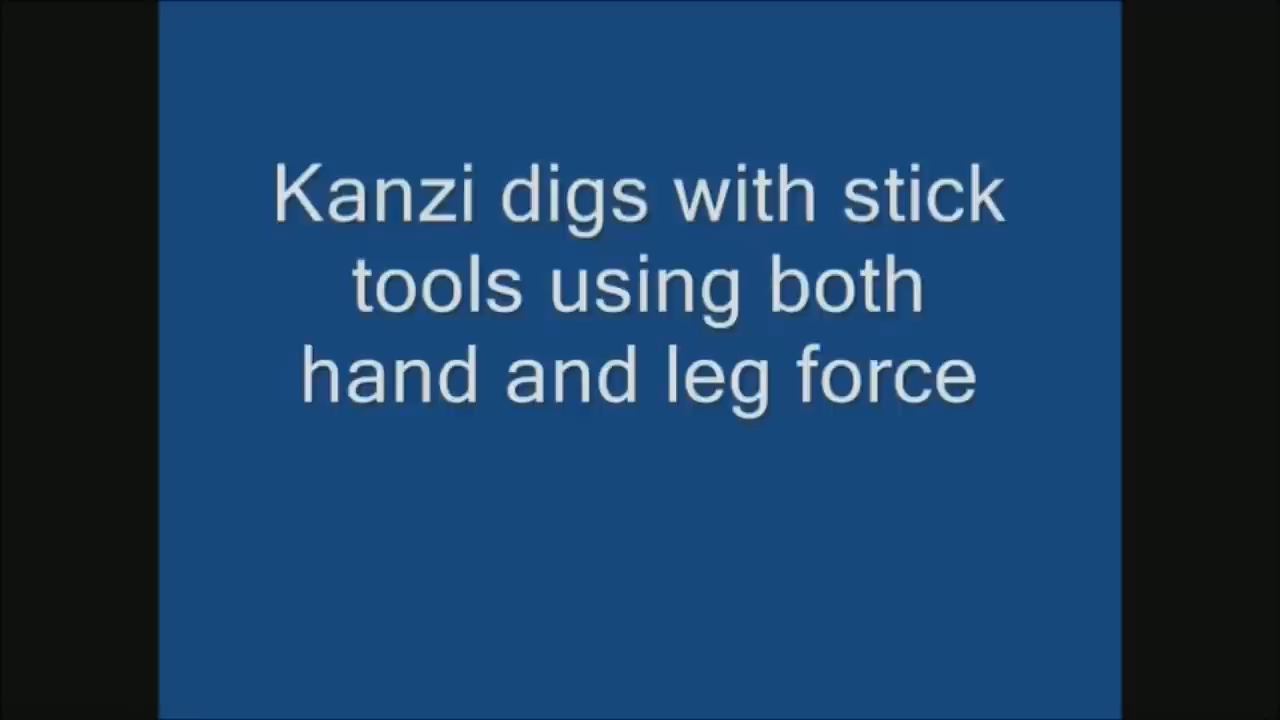 Kanzi digs with stick
tools using both
hand and leg force